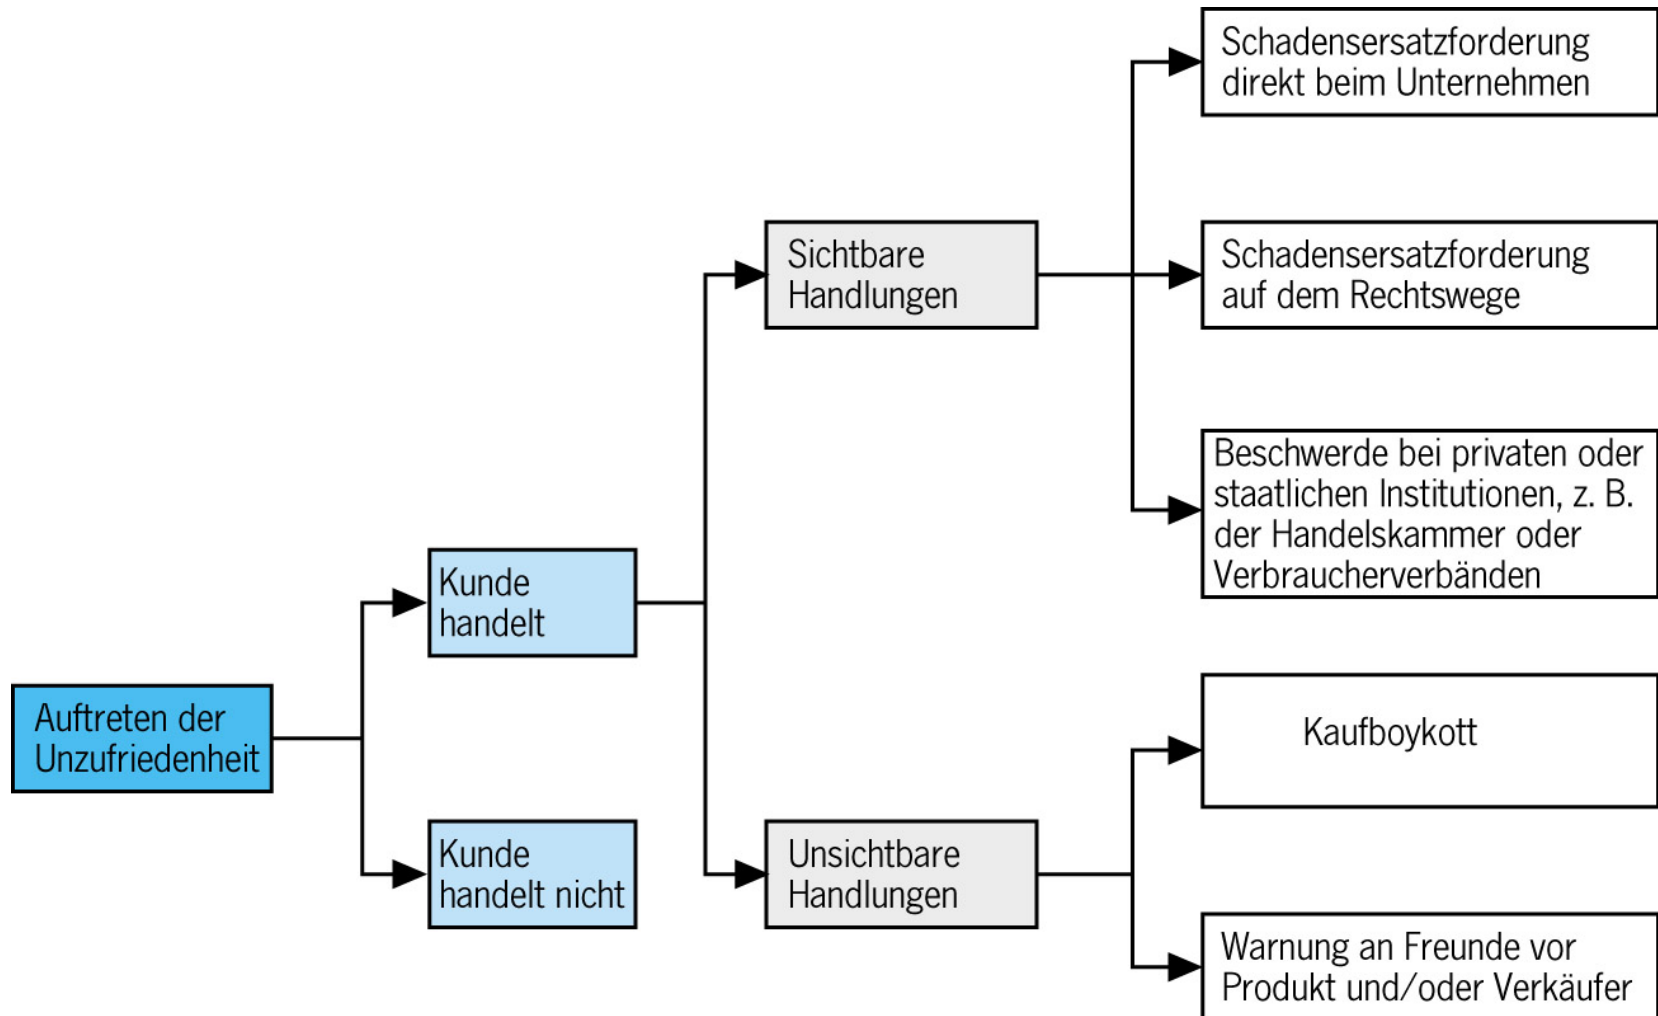 Schadensersatzforderung
direkt beim Unternehmen
Sichtbare
Handlungen
Schadensersatzforderung
auf dem Rechtswege
Beschwerde bei privaten oder
staatlichen Institutionen, z. B.
der Handelskammer oder
Verbraucherverbänden
Kunde
handelt
Auftreten der
Unzufriedenheit
Kaufboykott
Kunde
handelt nicht
Unsichtbare
Handlungen
Warnung an Freunde vor
Produkt und/oder Verkäufer